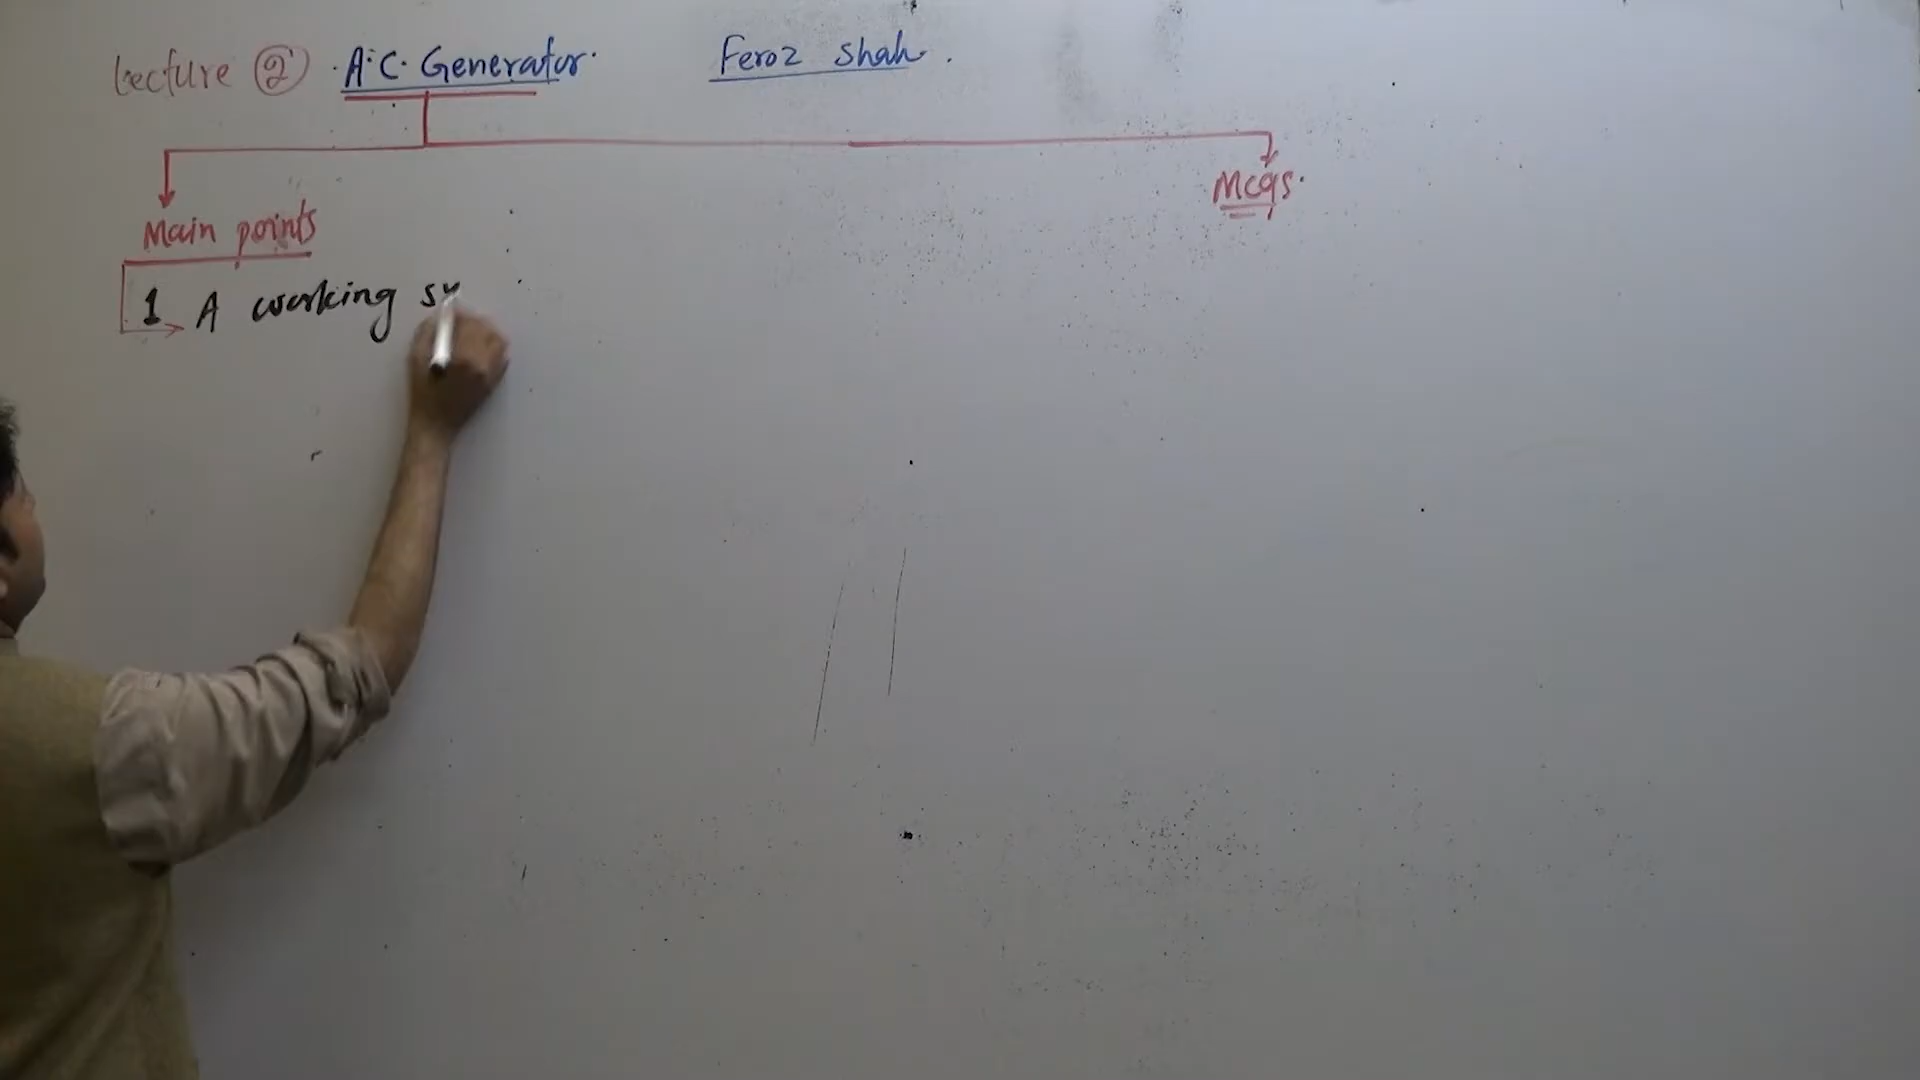 Lecture 2 A.C. Generator. Feroz Shah.
Main points
Mcqs.
1 A working